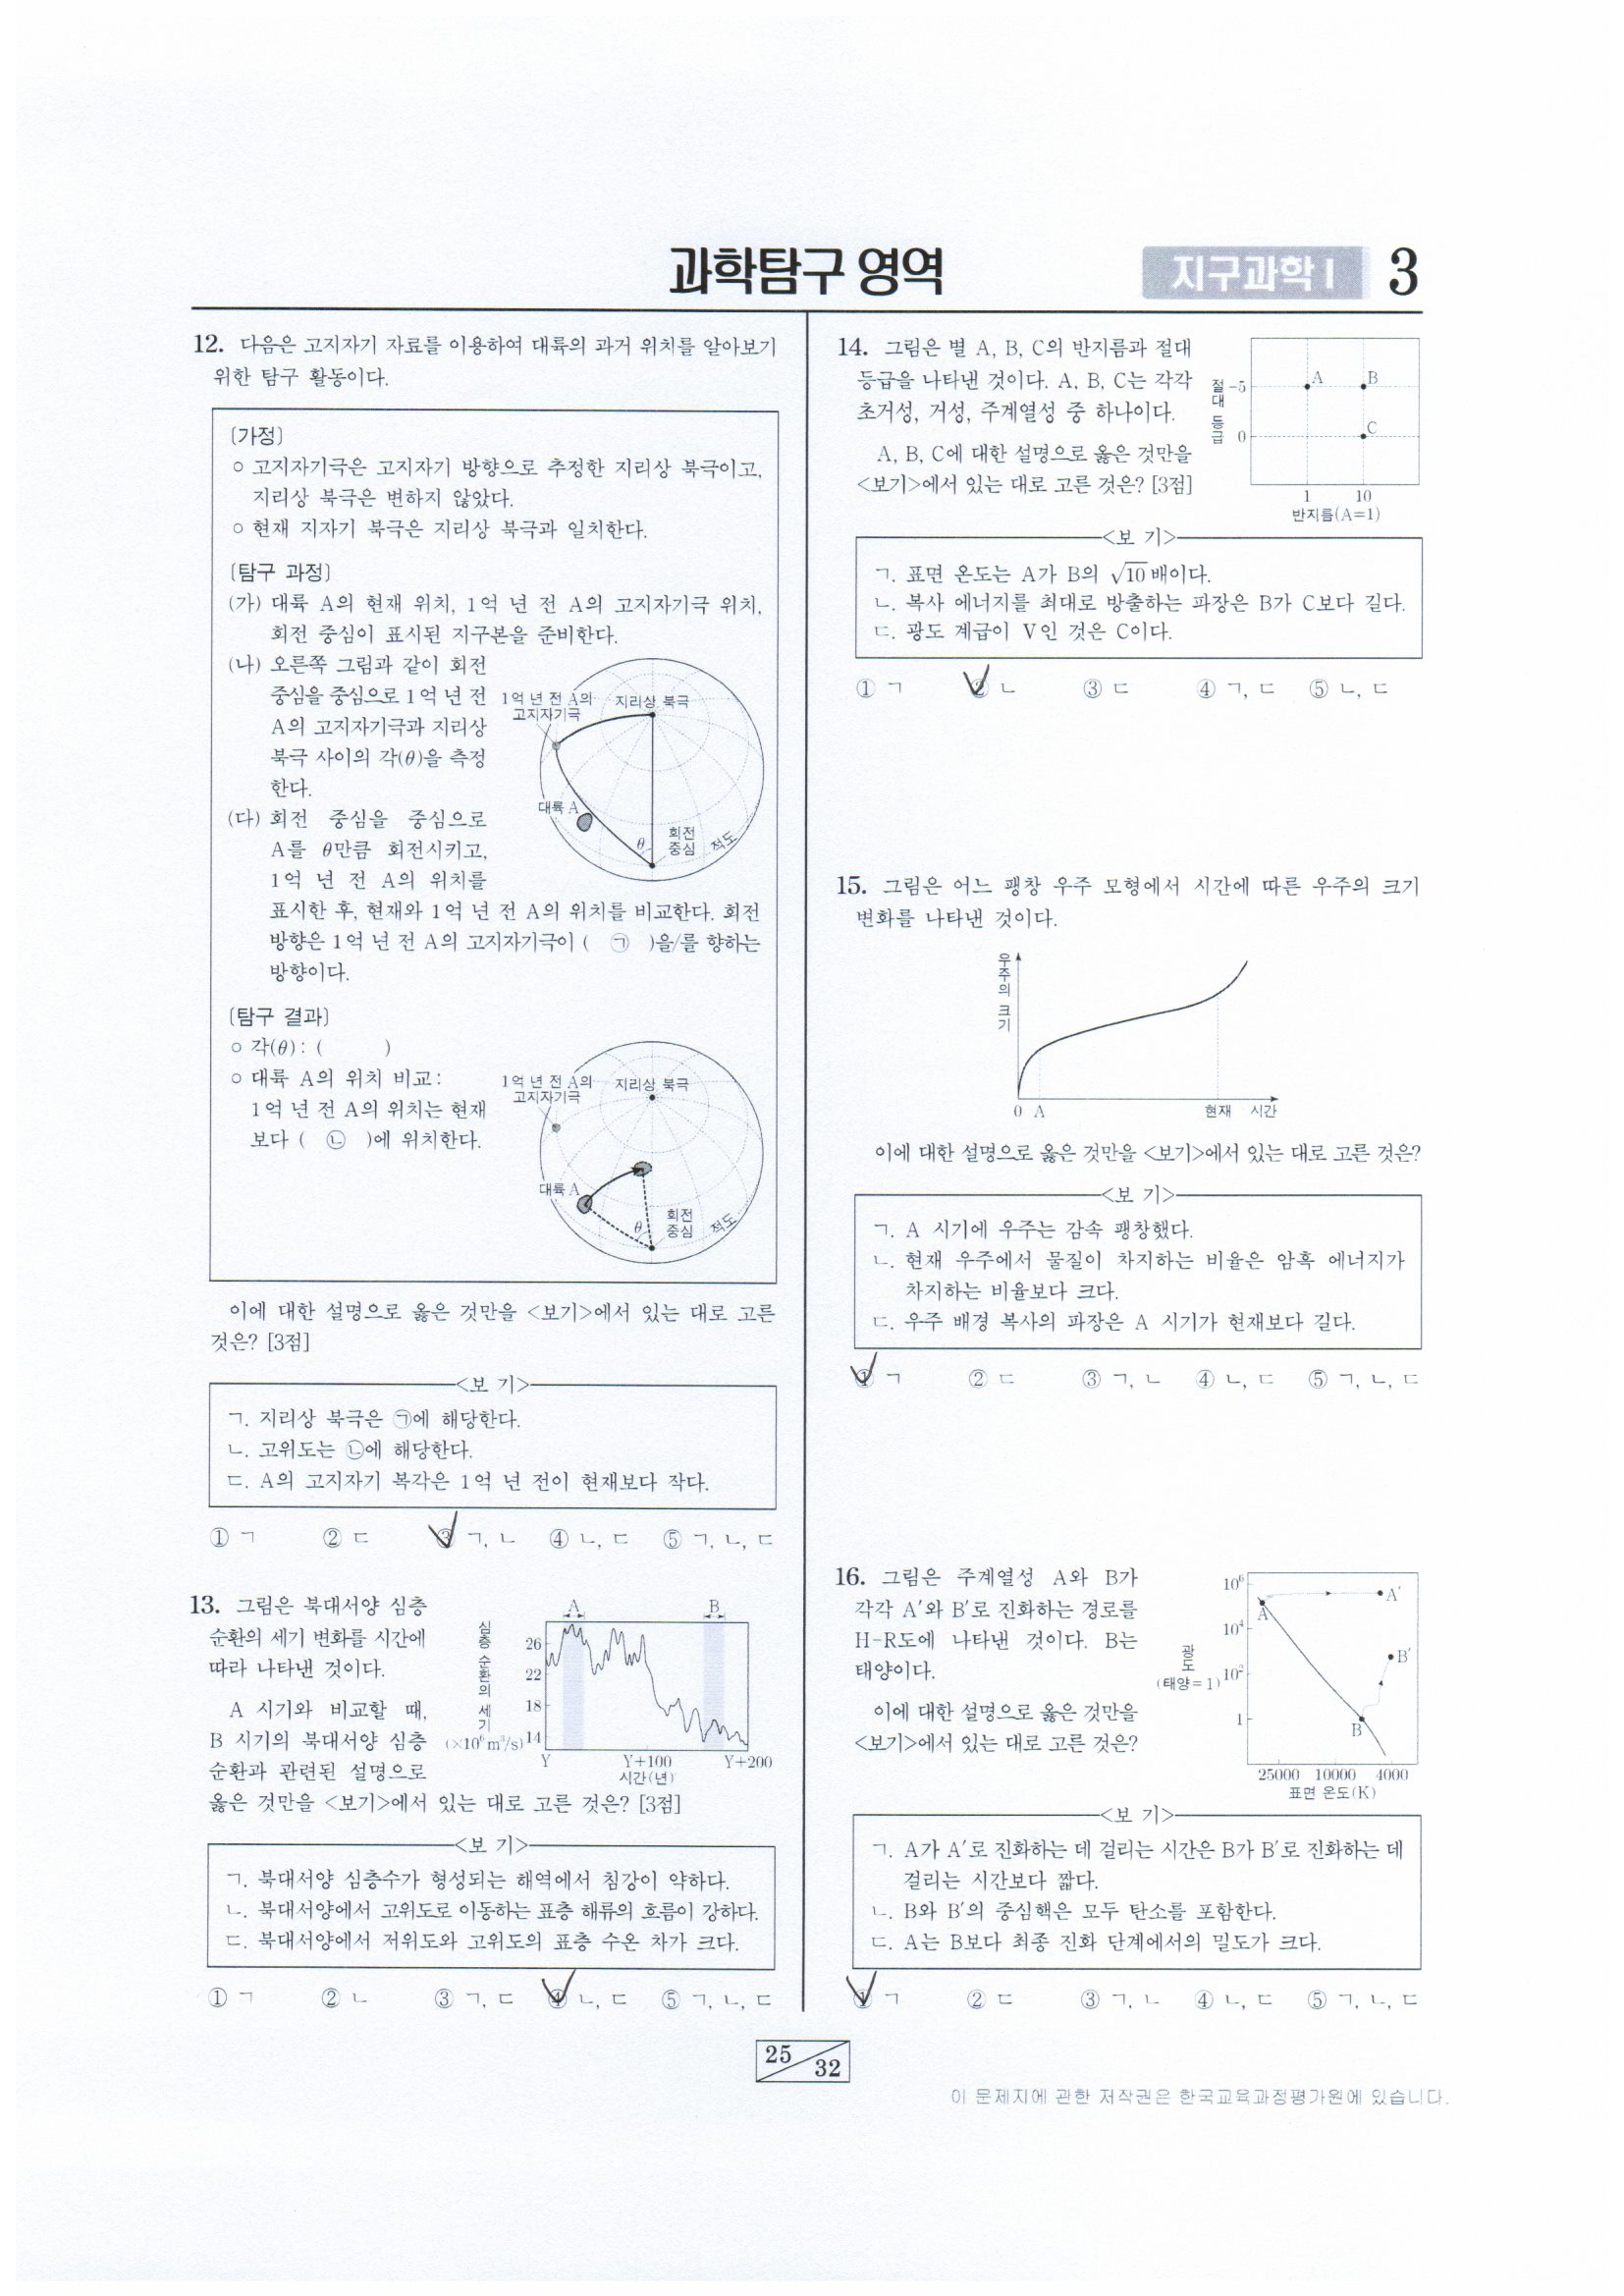 과학탐구 영역
지구과학 I
3
12. 다음은 고지자기 자료를 이용하여 대륙의 과거 위치를 알아보기
위한 탐구 활동이다.
[가정]
○ 고지자기극은 고지자기 방향으로 추정한 지리상 북극이고,
지리상 북극은 변하지 않았다.
○ 현재 지자기 북극은 지리상 북극과 일치한다.
[탐구 과정]
(가) 대륙 A의 현재 위치, 1억 년 전 A의 고지자기극 위치,
회전 중심이 표시된 지구본을 준비한다.
(나) 오른쪽 그림과 같이 회전
중심을 중심으로 1억 년 전
A의 고지자기극과 지리상
북극 사이의 각(θ)을 측정
한다.
(다) 회전 중심을 중심으로
A를 θ만큼 회전시키고,
1억 년 전 A의 위치를
표시한 후, 현재와 1억 년 전 A의 위치를 비교한다. 회전
방향은 1억 년 전 A의 고지자기극이 ( ㉠ )을/를 향하는
방향이다.
1억 년 전 A의
고지자기극
지리상 북극
대륙 A
θ
회전
중심
적도
[탐구 결과]
○ 각(θ): ( )
○ 대륙 A의 위치 비교:
1억 년 전 A의 위치는 현재
보다 ( ㉡ )에 위치한다.
1억 년 전 A의
고지자기극
지리상 북극
대륙 A
θ
회전
중심
적도
이에 대한 설명으로 옳은 것만을 <보기>에서 있는 대로 고른
것은? [3점]
<보 기>
ㄱ. 지리상 북극은 ㉠에 해당한다.
ㄴ. 고위도는 ㉡에 해당한다.
ㄷ. A의 고지자기 복각은 1억 년 전이 현재보다 작다.
① ㄱ ② ㄷ ③ ㄱ, ㄴ ④ ㄴ, ㄷ ⑤ ㄱ, ㄴ, ㄷ
13. 그림은 북대서양 심층
순환의 세기 변화를 시간에
따라 나타낸 것이다.
A 시기와 비교할 때,
B 시기의 북대서양 심층
순환과 관련된 설명으로
옳은 것만을 <보기>에서 있는 대로 고른 것은? [3점]
심층 순환의 세기
(×10⁶ m³/s)
A
B
26
22
18
14
Y
Y+100
Y+200
시간(년)
<보 기>
ㄱ. 북대서양 심층수가 형성되는 해역에서 침강이 약하다.
ㄴ. 북대서양에서 고위도로 이동하는 표층 해류의 흐름이 강하다.
ㄷ. 북대서양에서 저위도와 고위도의 표층 수온 차가 크다.
① ㄱ ② ㄴ ③ ㄱ, ㄷ ④ ㄴ, ㄷ ⑤ ㄱ, ㄴ, ㄷ
14. 그림은 별 A, B, C의 반지름과 절대
등급을 나타낸 것이다. A, B, C는 각각
초거성, 거성, 주계열성 중 하나이다.
A, B, C에 대한 설명으로 옳은 것만을
<보기>에서 있는 대로 고른 것은? [3점]
절대 등급
-5
0
A
B
C
1
10
반지름(A=1)
<보 기>
ㄱ. 표면 온도는 A가 B의 √10배이다.
ㄴ. 복사 에너지를 최대로 방출하는 파장은 B가 C보다 길다.
ㄷ. 광도 계급이 V인 것은 C이다.
① ㄱ ② ㄴ ③ ㄷ ④ ㄱ, ㄷ ⑤ ㄴ, ㄷ
15. 그림은 어느 팽창 우주 모형에서 시간에 따른 우주의 크기
변화를 나타낸 것이다.
우주의 크기
0
A
현재
시간
이에 대한 설명으로 옳은 것만을 <보기>에서 있는 대로 고른 것은?
<보 기>
ㄱ. A 시기에 우주는 감속 팽창했다.
ㄴ. 현재 우주에서 물질이 차지하는 비율은 암흑 에너지가
차지하는 비율보다 크다.
ㄷ. 우주 배경 복사의 파장은 A 시기가 현재보다 길다.
① ㄱ ② ㄷ ③ ㄱ, ㄴ ④ ㄴ, ㄷ ⑤ ㄱ, ㄴ, ㄷ
16. 그림은 주계열성 A와 B가
각각 A′와 B′로 진화하는 경로를
H-R도에 나타낸 것이다. B는
태양이다.
이에 대한 설명으로 옳은 것만을
<보기>에서 있는 대로 고른 것은?
광도
(태양=1)
10⁶
10⁴
10²
1
A
A′
B
B′
25000 10000 4000
표면 온도(K)
<보 기>
ㄱ. A가 A′로 진화하는 데 걸리는 시간은 B가 B′로 진화하는 데
걸리는 시간보다 짧다.
ㄴ. B와 B′의 중심핵은 모두 탄소를 포함한다.
ㄷ. A는 B보다 최종 진화 단계에서의 밀도가 크다.
① ㄱ ② ㄷ ③ ㄱ, ㄴ ④ ㄴ, ㄷ ⑤ ㄱ, ㄴ, ㄷ
25
32
이 문제지에 관한 저작권은 한국교육과정평가원에 있습니다.